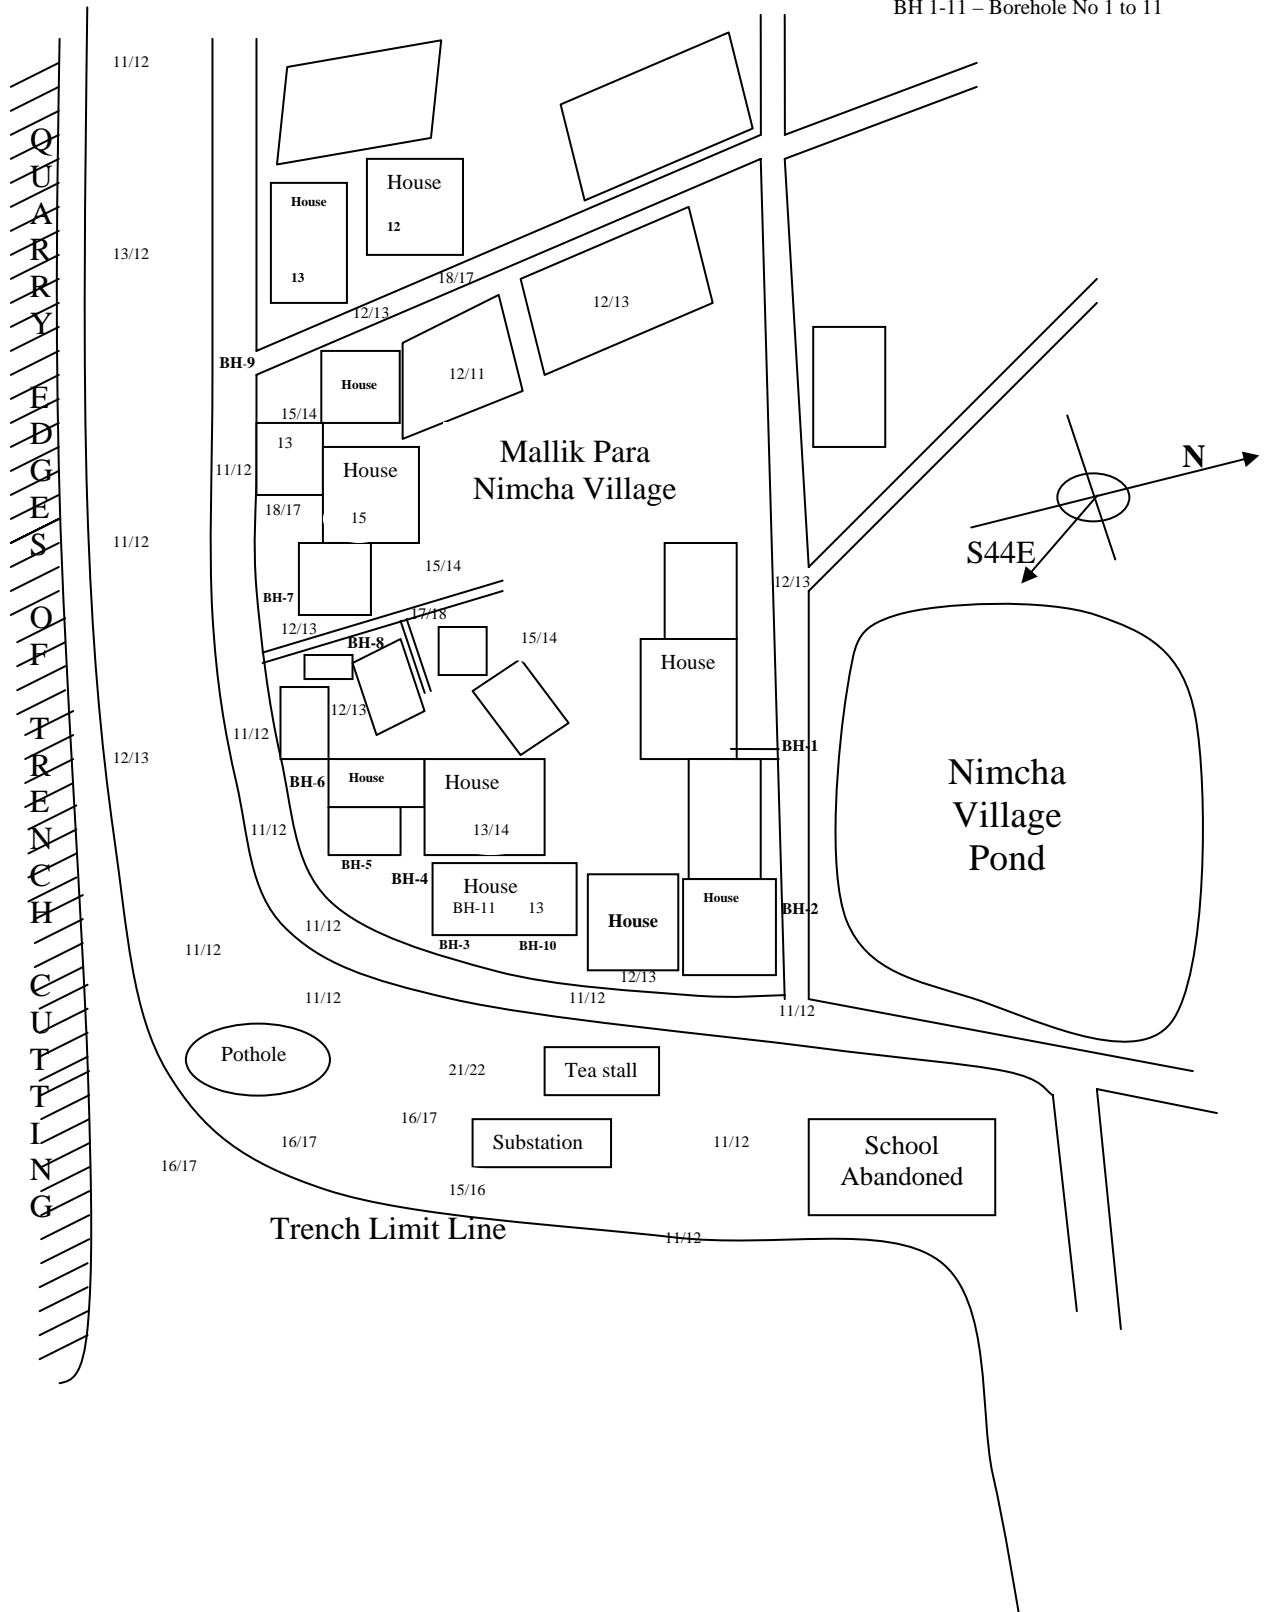 BH 1-11 – Borehole No 1 to 11
11/12
QUARRY EDGES OF TRENCH CUTTING
House
12
House
13
13/12
18/17
12/13
12/13
BH-9
House
12/11
15/14
13
11/12
House
15
18/17
Mallik Para
Nimcha Village
N
S44E
11/12
15/14
BH-7
12/13
17/18
BH-8
15/14
12/13
House
12/13
11/12
12/13
BH-1
BH-6
House
House
13/14
11/12
BH-5
BH-4
House
BH-11
13
BH-3
BH-10
House
House
BH-2
Nimcha
Village
Pond
11/12
11/12
12/13
11/12
11/12
11/12
Pothole
21/22
Tea stall
16/17
16/17
16/17
Substation
11/12
School
Abandoned
15/16
Trench Limit Line
11/12